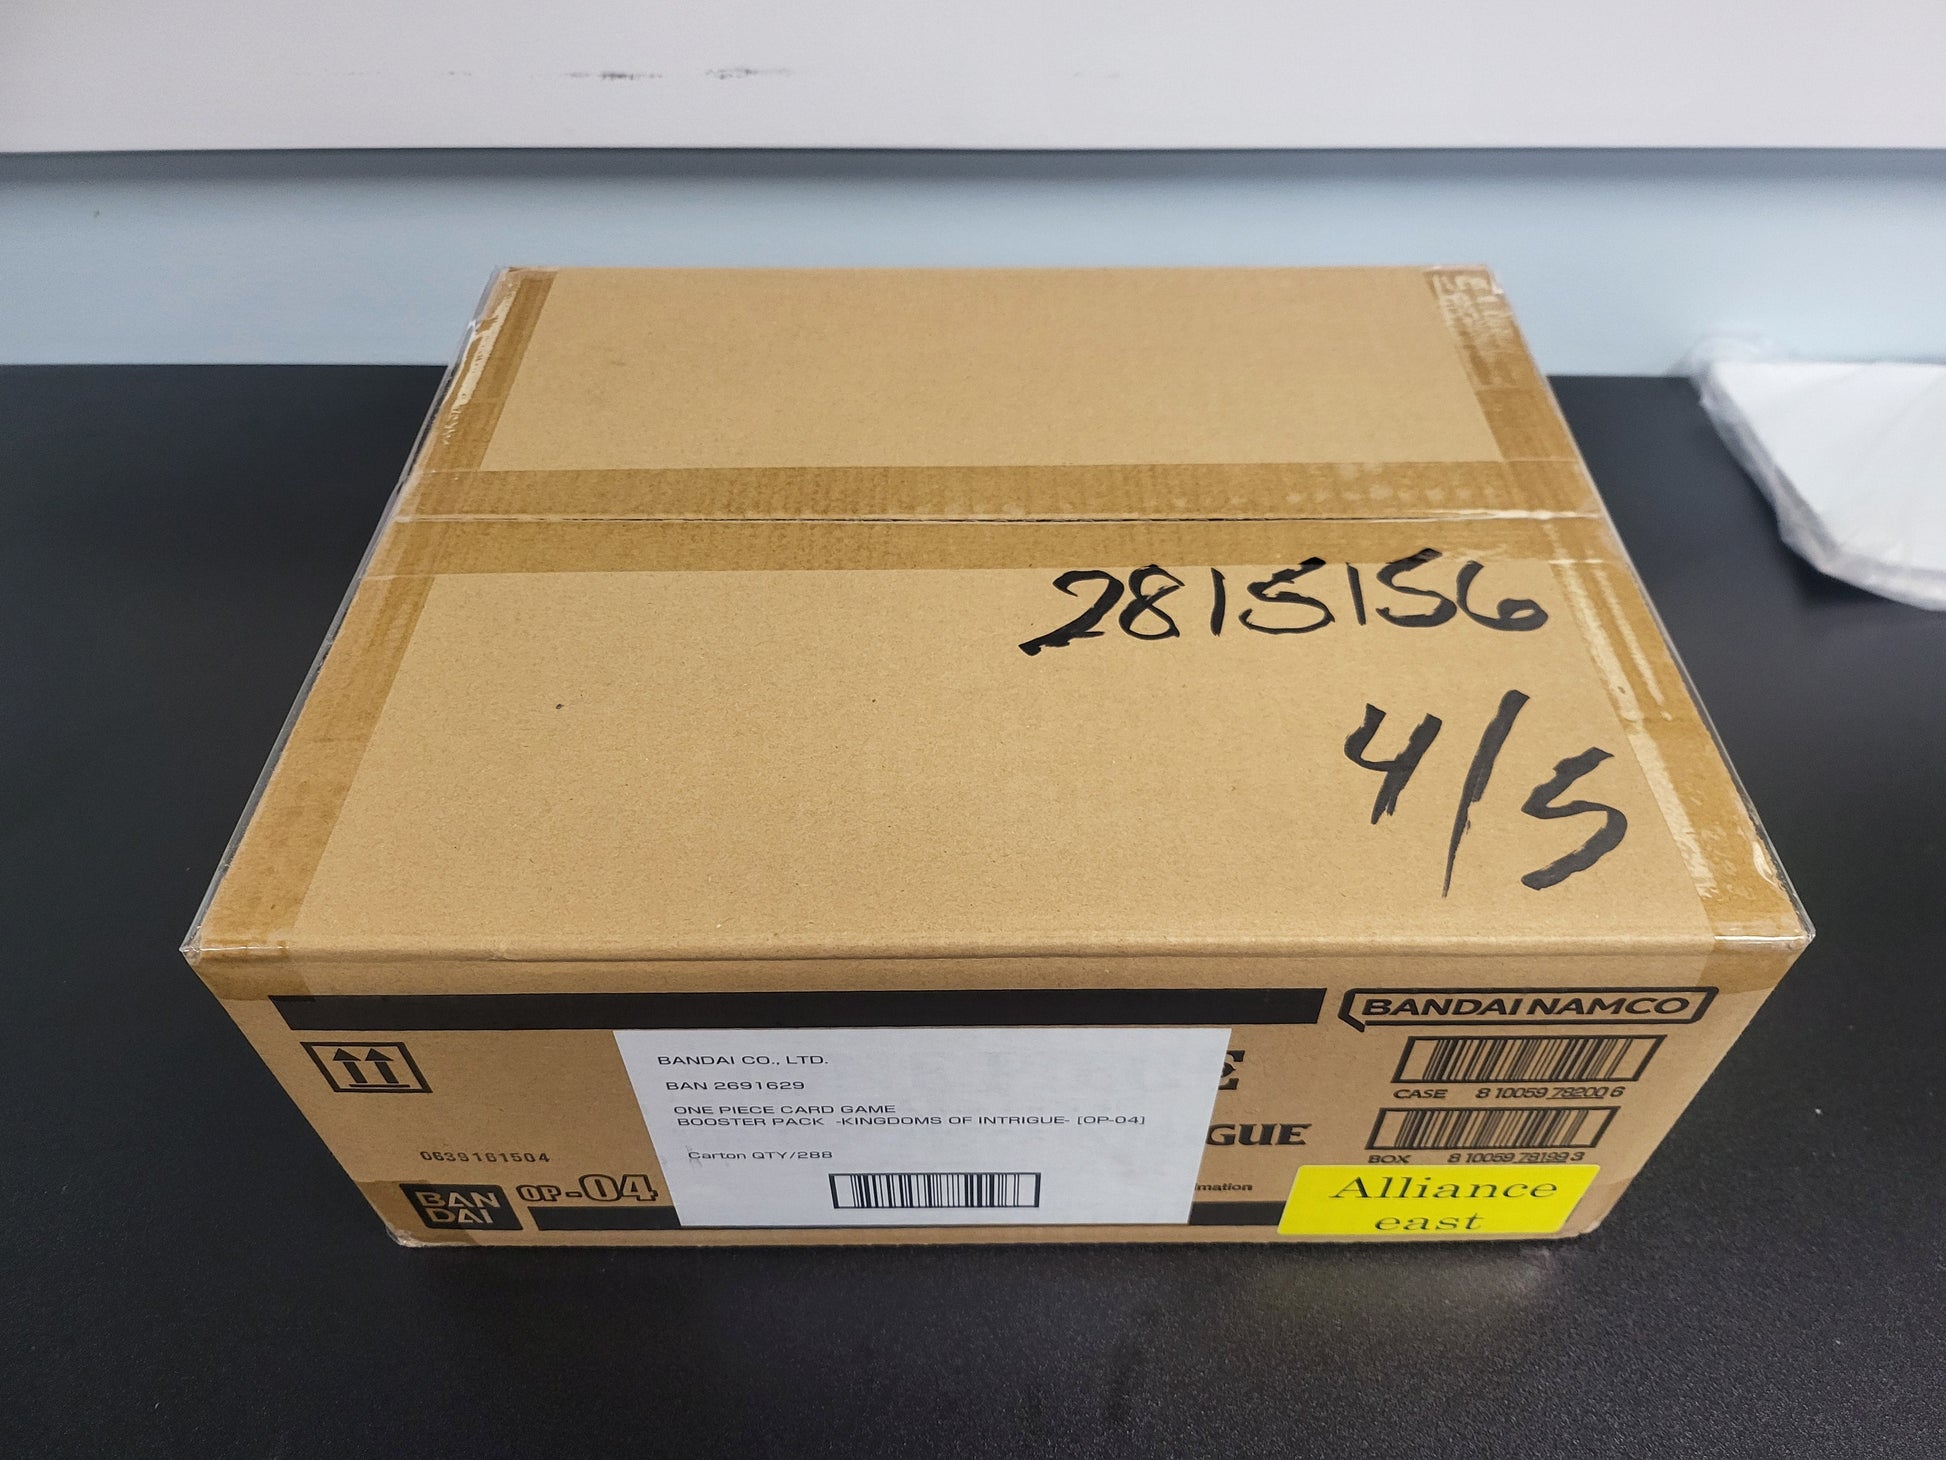 2815156
4/5
BANDAI NAMCO
BANDAI CO., LTD.
BAN 2691629
ONE PIECE CARD GAME
BOOSTER PACK -KINGDOMS OF INTRIGUE- [OP-04]
Carton QTY/288
CASE 8 10059 78200 6
GUE
BOX 8 10059 78199 3
0639161504
BAN
DAI
OP-04
mation
Alliance
east